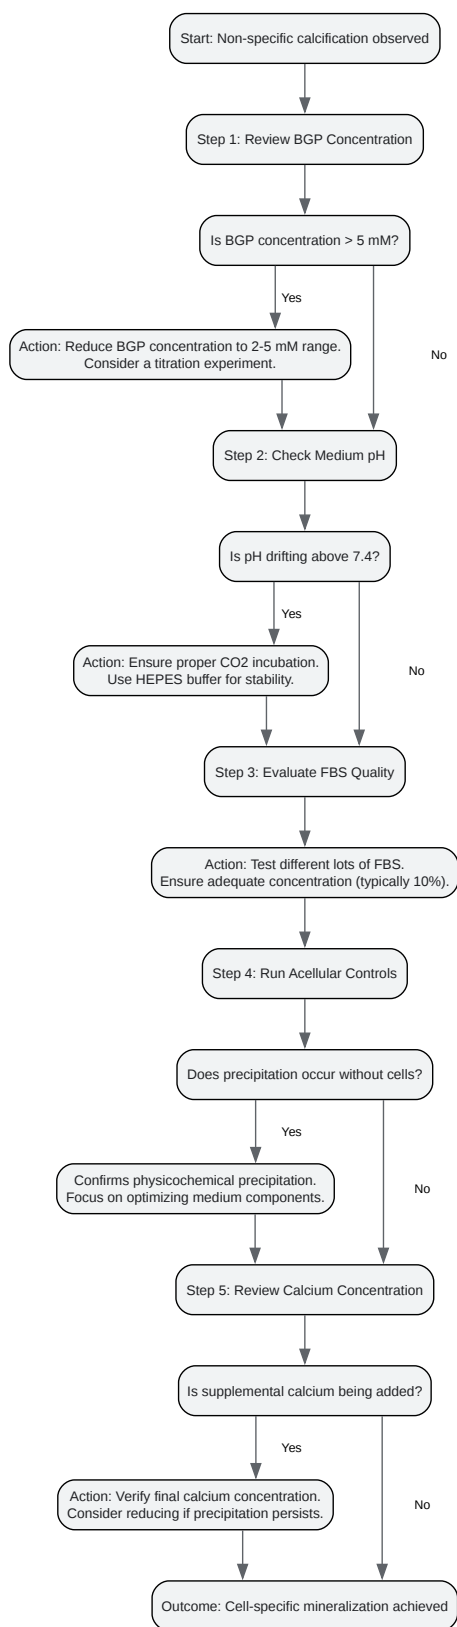 Start: Non-specific calcification observed
Step 1: Review BGP Concentration
Is BGP concentration > 5 mM?
Yes
Action: Reduce BGP concentration to 2-5 mM range.
Consider a titration experiment.
No
Step 2: Check Medium pH
Is pH drifting above 7.4?
Yes
Action: Ensure proper CO2 incubation.
Use HEPES buffer for stability.
No
Step 3: Evaluate FBS Quality
Action: Test different lots of FBS.
Ensure adequate concentration (typically 10%).
Step 4: Run Acellular Controls
Does precipitation occur without cells?
Yes
Confirms physicochemical precipitation.
Focus on optimizing medium components.
No
Step 5: Review Calcium Concentration
Is supplemental calcium being added?
Yes
Action: Verify final calcium concentration.
Consider reducing if precipitation persists.
No
Outcome: Cell-specific mineralization achieved